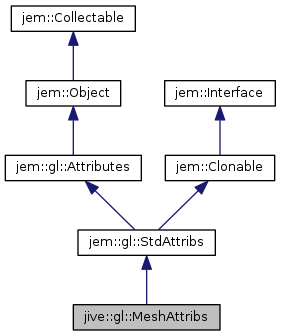 jem::Collectable
jem::Object
jem::Interface
jem::gl::Attributes
jem::Clonable
jem::gl::StdAttribs
jive::gl::MeshAttribs